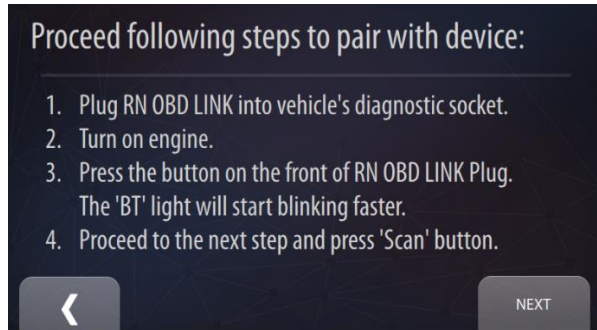 Proceed following steps to pair with device:
1. Plug RN OBD LINK into vehicle's diagnostic socket.
2. Turn on engine.
3. Press the button on the front of RN OBD LINK Plug.
The 'BT' light will start blinking faster.
4. Proceed to the next step and press 'Scan' button.
NEXT